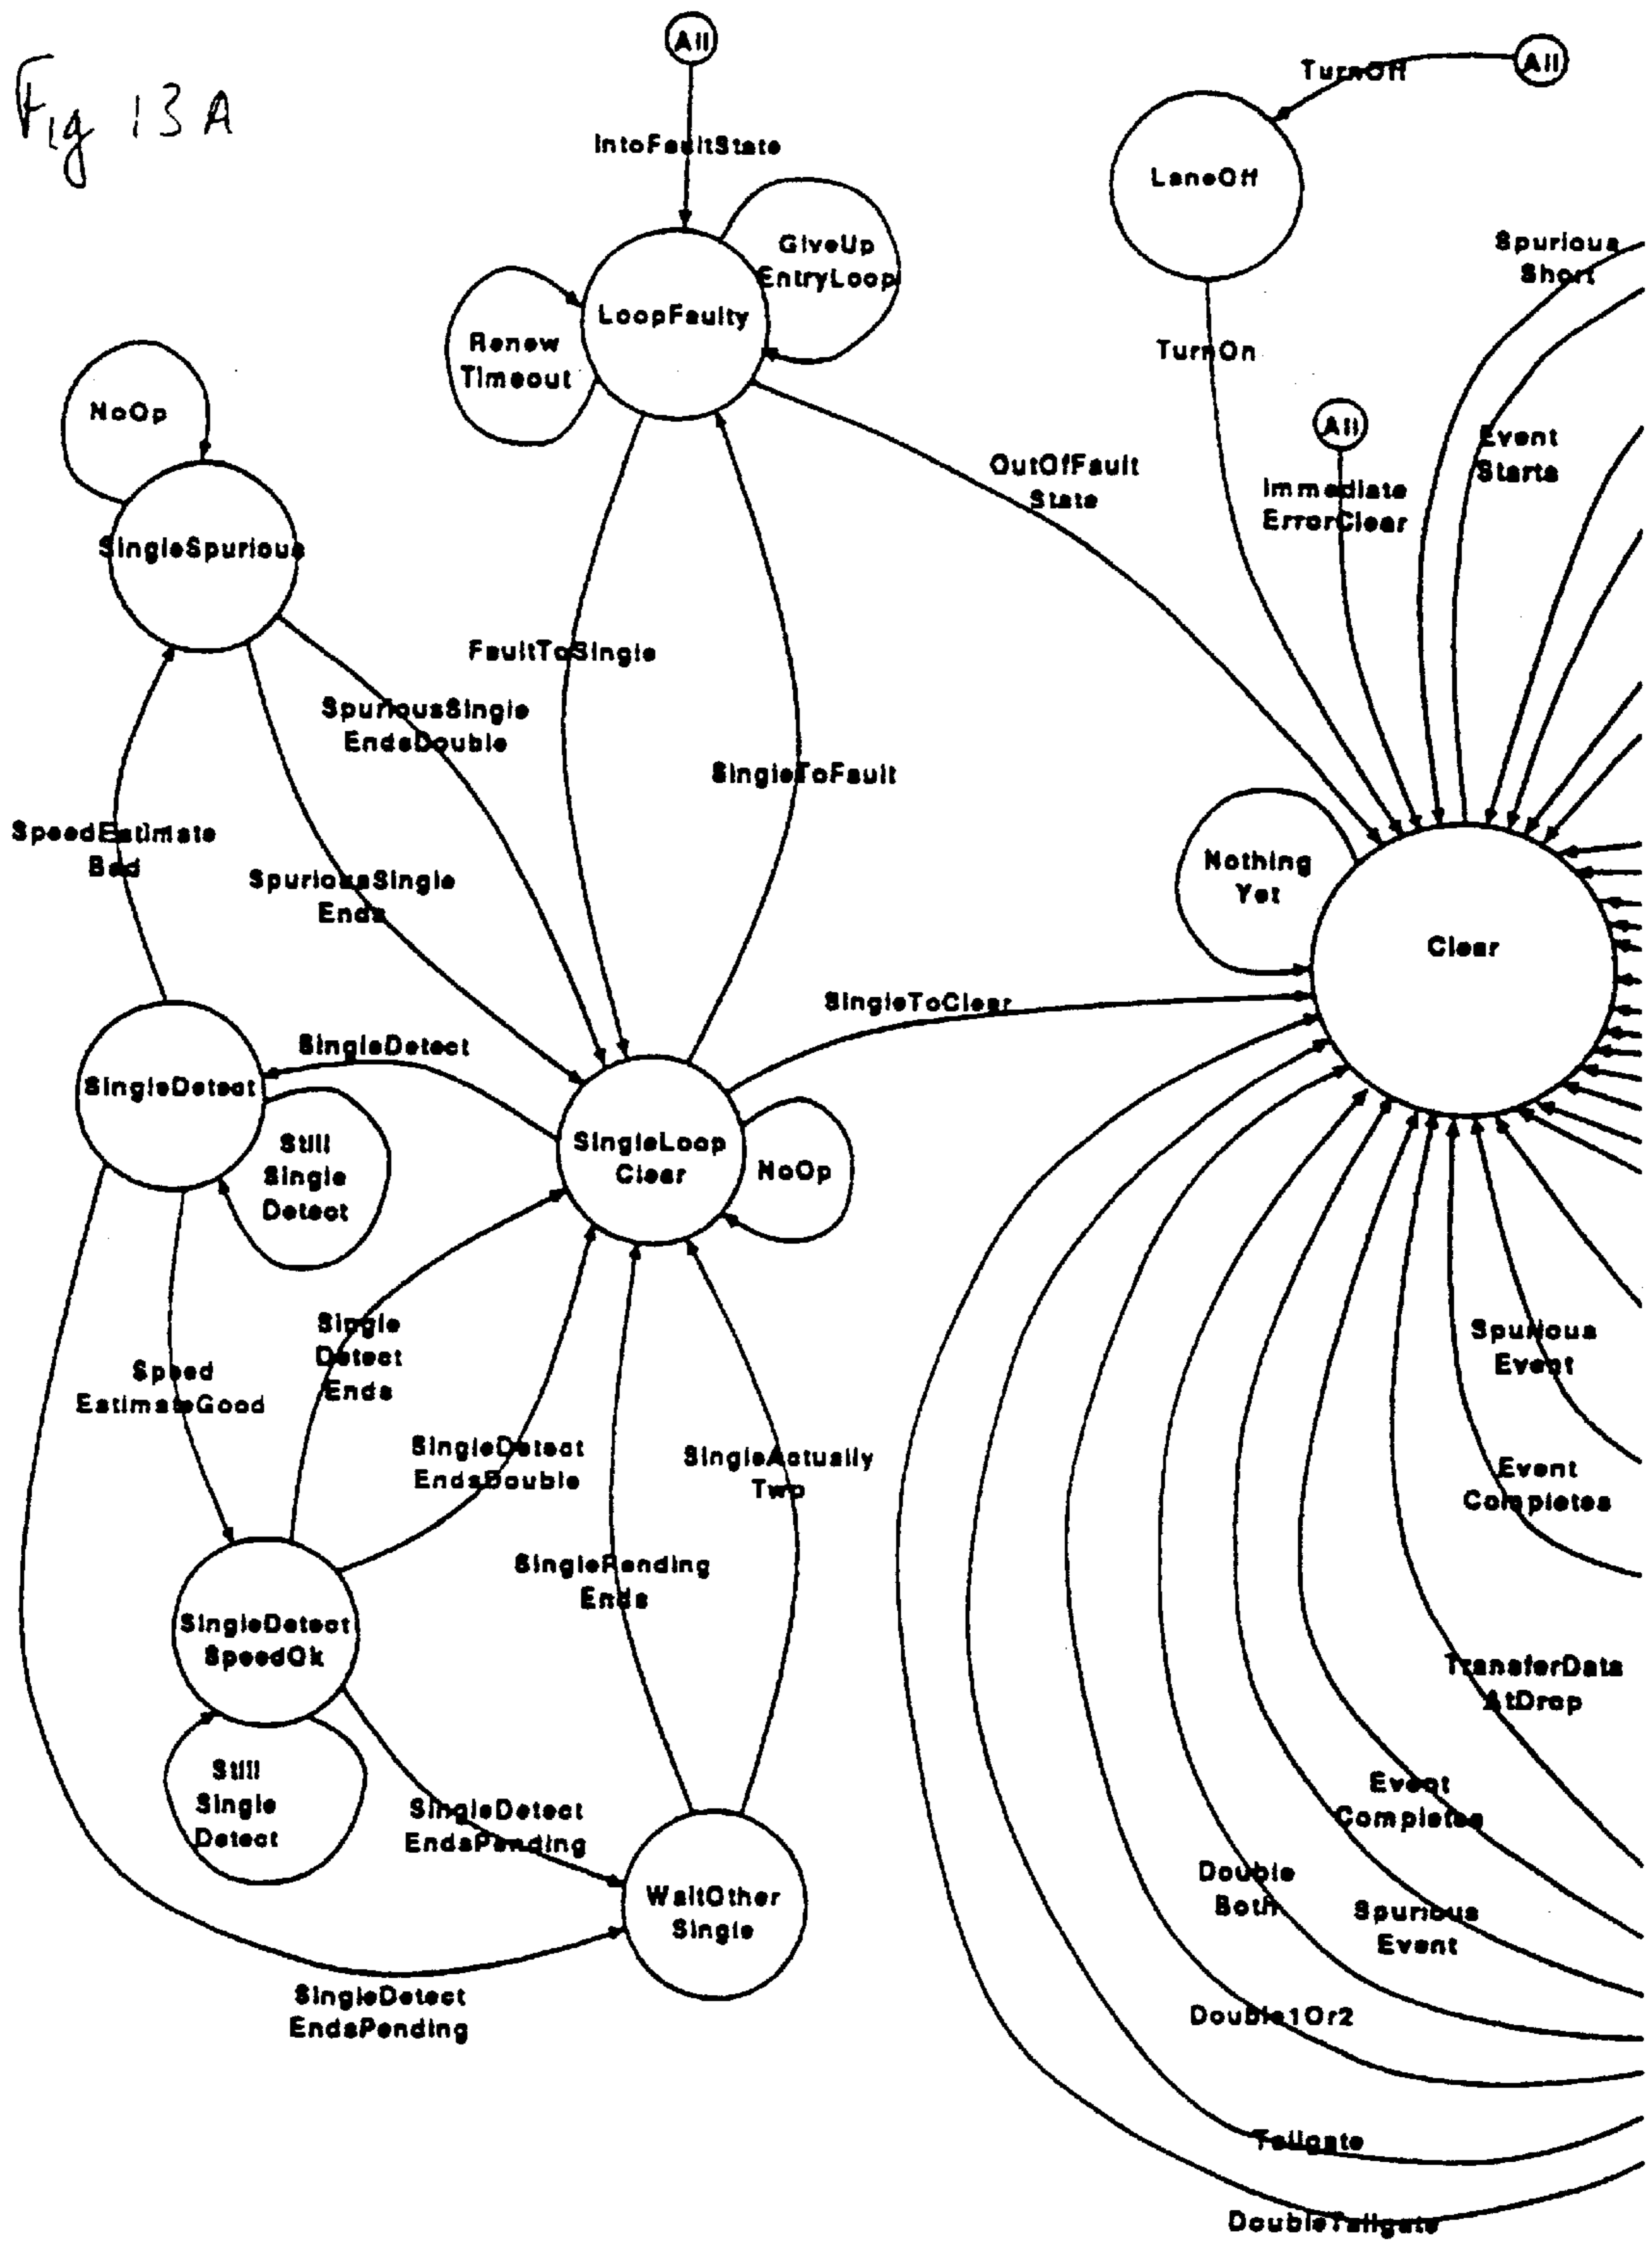 Fig 13A
All
IntoFaultState
TurnOff
All
LaneOff
Spurious
Short
GiveUp
EntryLoop
LoopFaulty
Renew
Timeout
TurnOn
NoOp
All
Event
Starts
OutOfFault
State
Immediate
ErrorClear
SingleSpurious
FaultToSingle
SpuriousSingle
EndsDouble
SingleToFault
SpeedEstimate
Bad
SpuriousSingle
Ends
Nothing
Yet
Clear
SingleToClear
SingleDetect
SingleDetect
Still
Single
Detect
SingleLoop
Clear
NoOp
Single
Detect
Ends
Speed
EstimateGood
Spurious
Event
SingleDetect
EndsDouble
SingleActually
Two
Event
Completes
SinglePending
Ends
SingleDetect
SpeedOk
TransferData
AtDrop
Still
Single
Detect
SingleDetect
EndsPending
Event
Completes
WaitOther
Single
Double
Both
Spurious
Event
SingleDetect
EndsPending
Double1Or2
Tailgate
DoubleTailgate